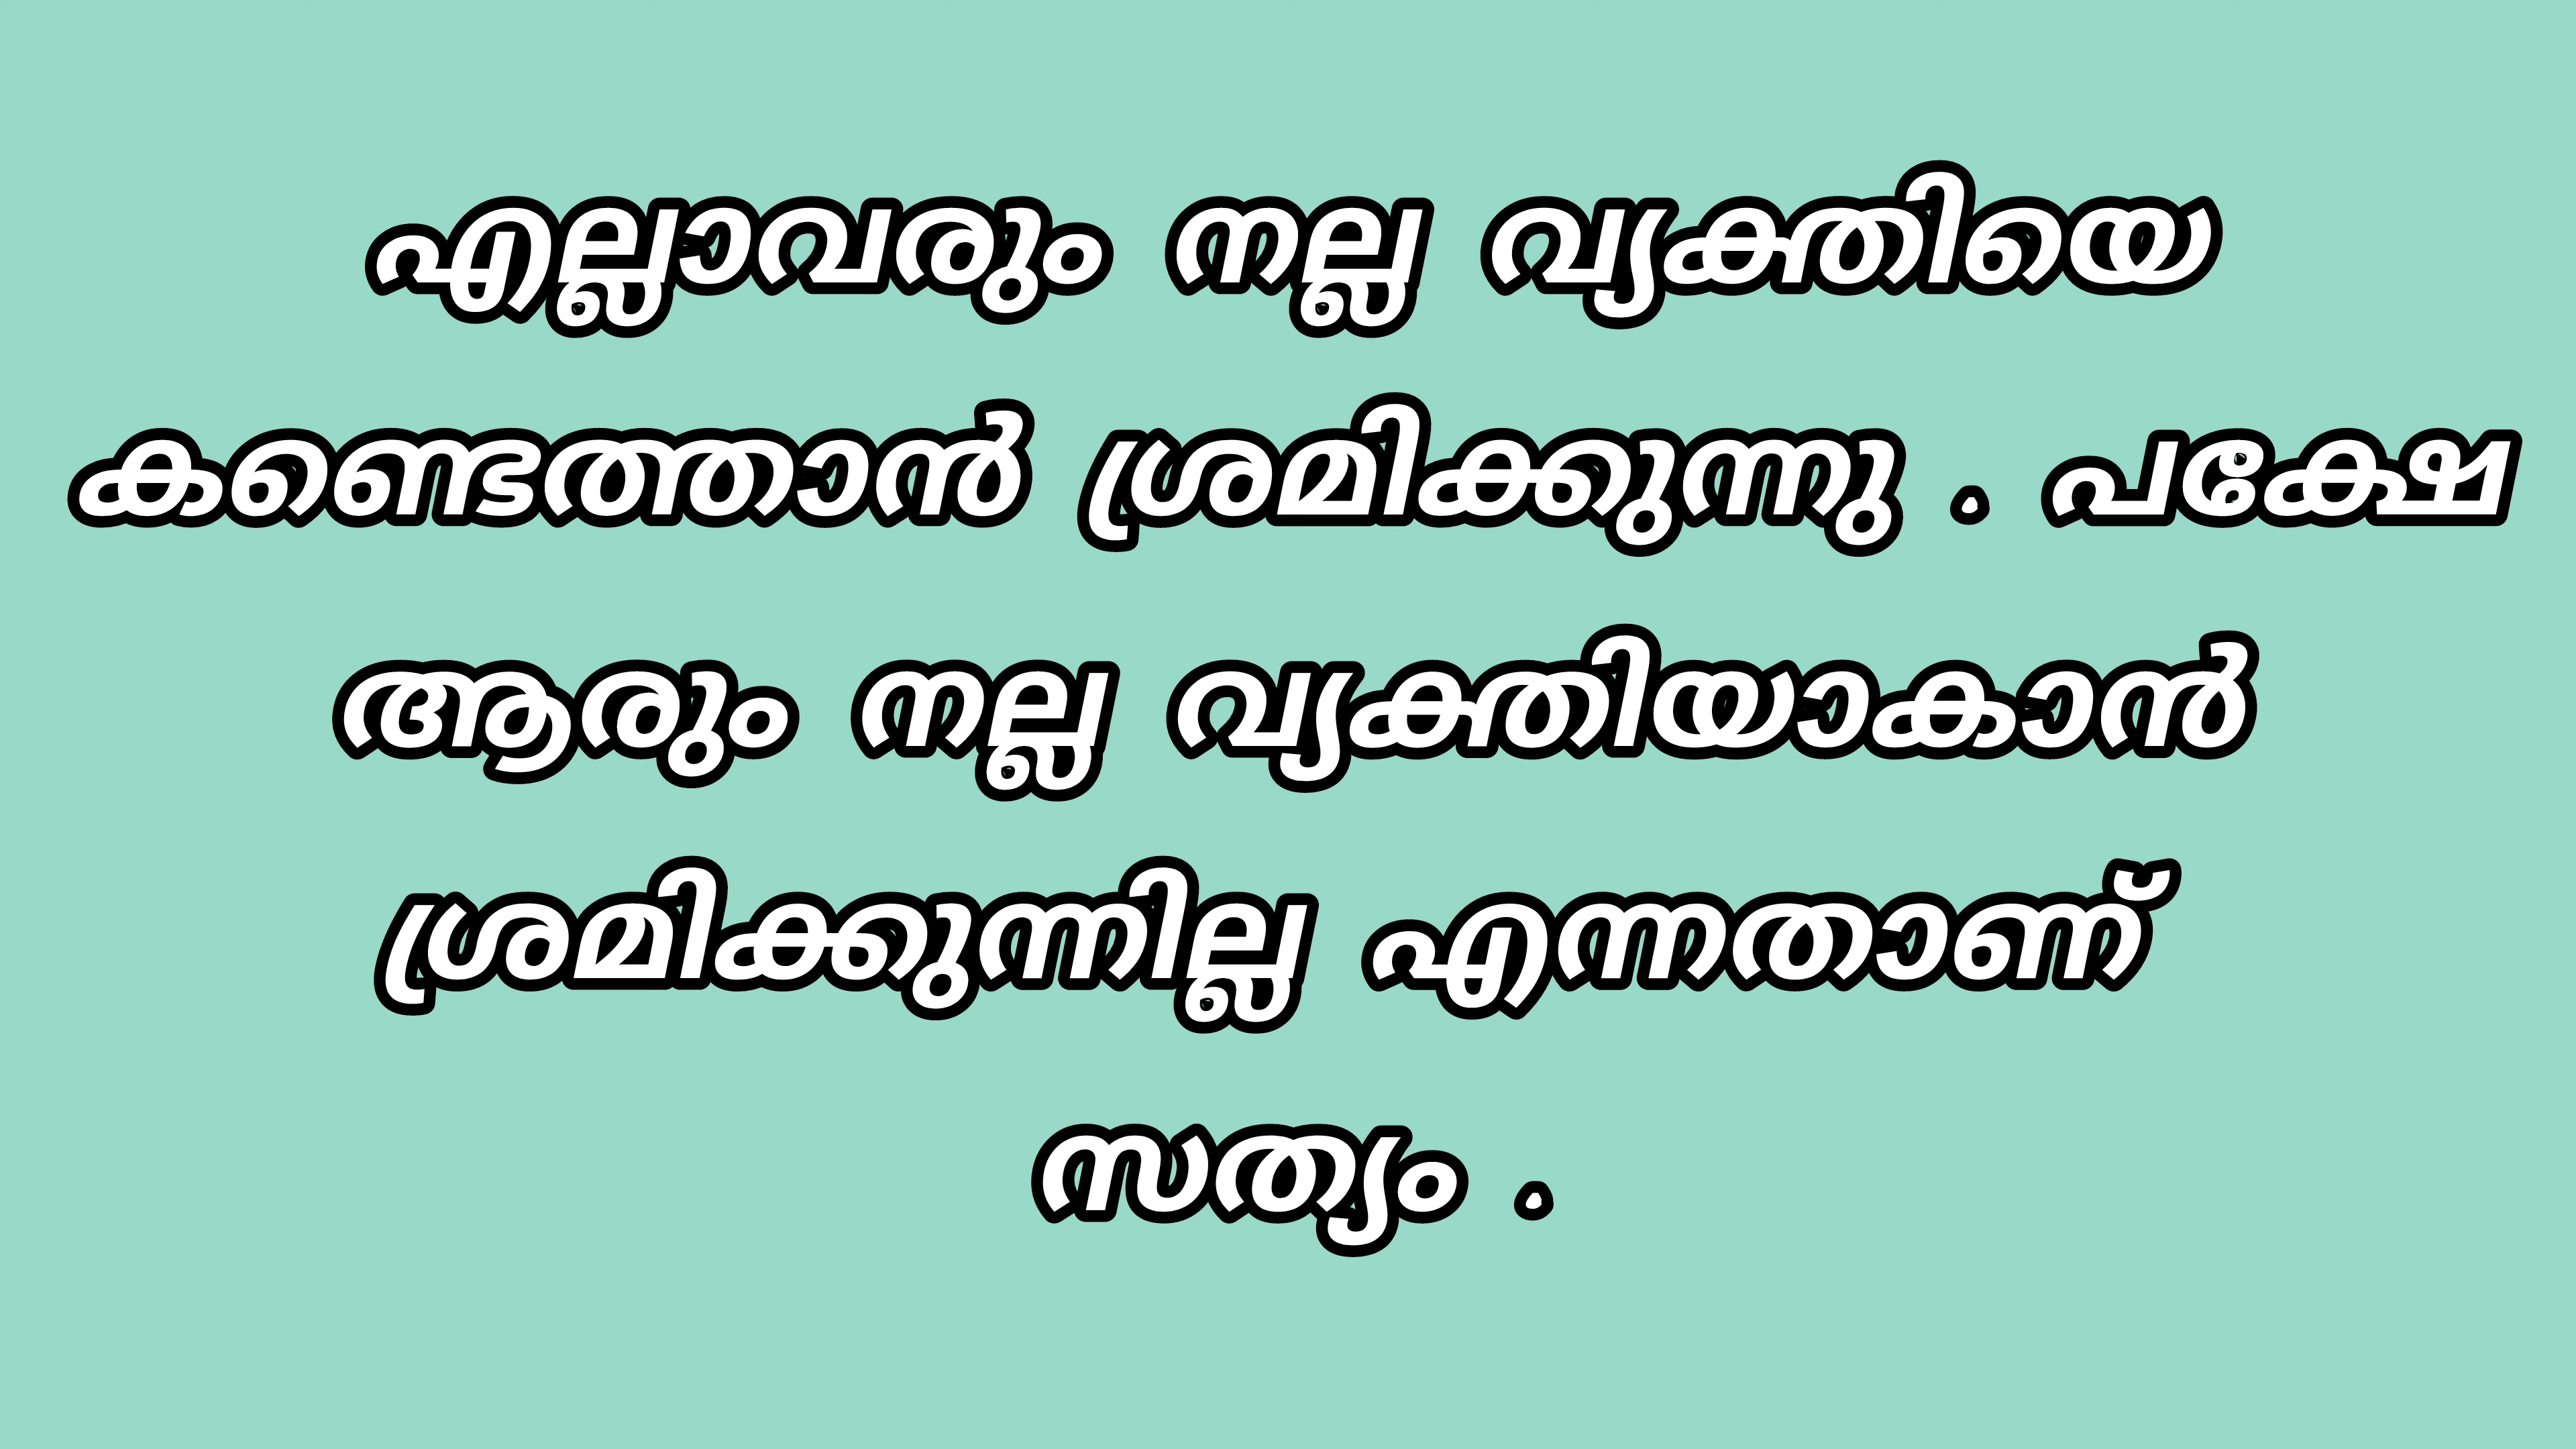 എല്ലാവരും നല്ല വ്യക്തിയെ
കണ്ടെത്താൻ ശ്രമിക്കുന്നു . പക്ഷേ
ആരും നല്ല വ്യക്തിയാകാൻ
ശ്രമിക്കുന്നില്ല എന്നതാണ്
സത്യം .